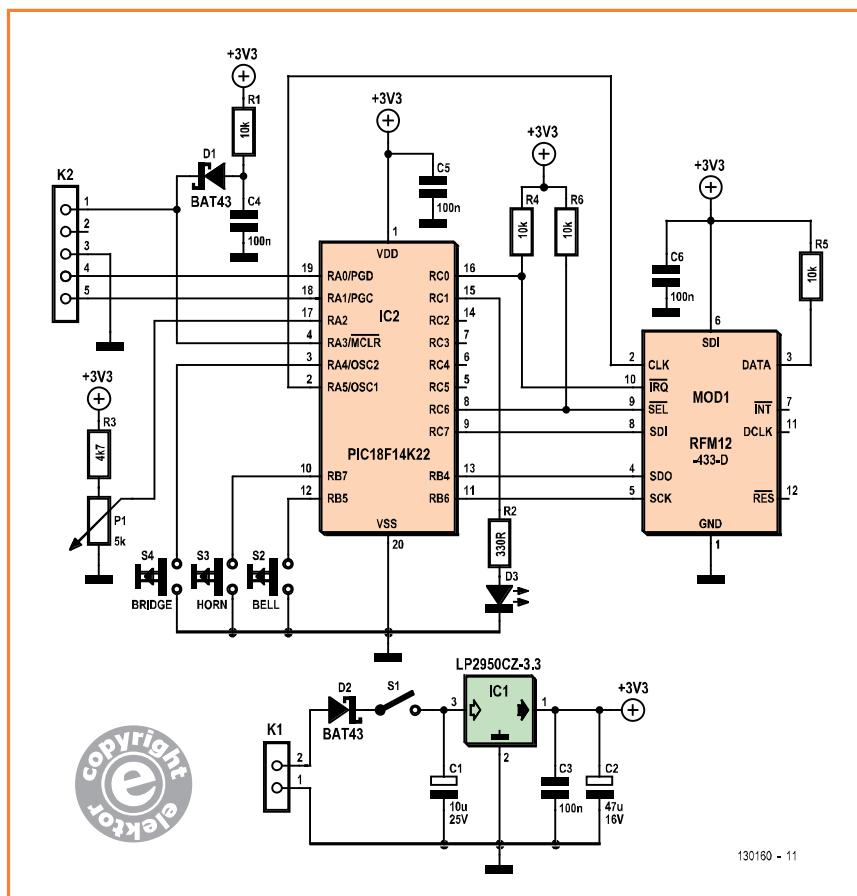 +3V3
R1
10k
D1
BAT43
C4
100n
K2
1
2
3
4
5
+3V3
C5
100n
1
VDD
19 RA0/PGD
18 RA1/PGC
17 RA2
4 RA3/MCLR
3 RA4/OSC2
2 RA5/OSC1
10 RB7
12 RB5
IC2
PIC18F14K22
RC0 16
RC1 15
RC2 14
RC3 7
RC4 6
RC5 5
RC6 8
RC7 9
RB4 13
RB6 11
VSS
20
+3V3
R4
10k
R6
10k
+3V3
C6
100n
R5
10k
6
SDI
2 CLK
10 IRQ
9 SEL
8 SDI
4 SDO
5 SCK
DATA 3
MOD1
INT 7
DCLK 11
RFM12
-433-D
RES 12
GND
1
+3V3
R3
4k7
P1
5k
S4
BRIDGE
S3
HORN
S2
BELL
R2
330R
D3
LP2950CZ-3.3
K1
2
1
D2
BAT43
S1
3
IC1
1
2
+3V3
C1
10u
25V
C3
100n
C2
47u
16V
copyright
e
elektor
130160 - 11